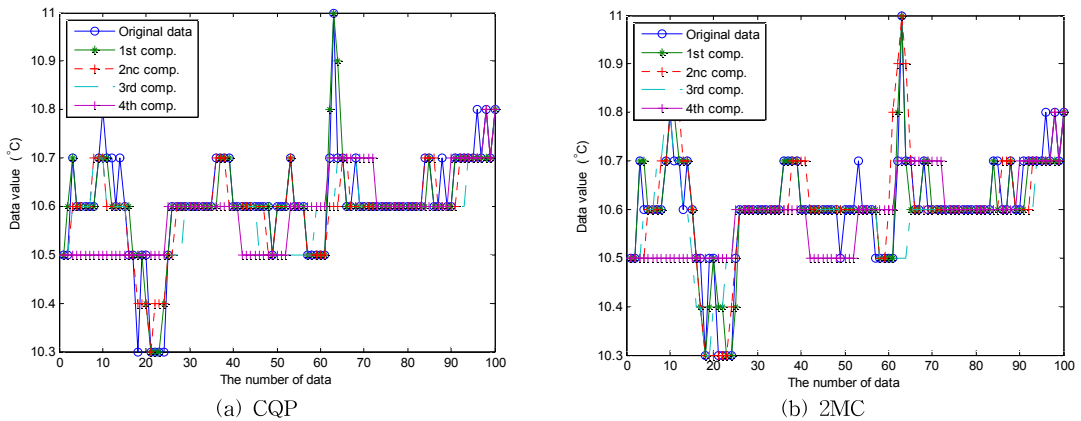 11
10.9
10.8
10.7
10.6
10.5
10.4
10.3
0 10 20 30 40 50 60 70 80 90 100
Data value (°C)
The number of data
Original data
1st comp.
2nc comp.
3rd comp.
4th comp.
(a) CQP
11
10.9
10.8
10.7
10.6
10.5
10.4
10.3
0 10 20 30 40 50 60 70 80 90 100
Data value (°C)
The number of data
Original data
1st comp.
2nc comp.
3rd comp.
4th comp.
(b) 2MC